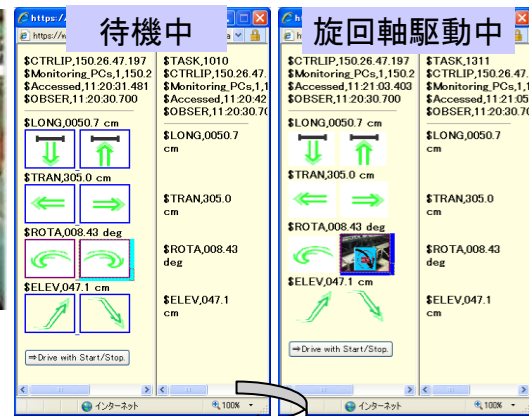 待機中
https:/
https://w
$CTRLIP,150.26.47.197
$Monitoring_PCs,1,150.2
$Accessed,11:20:31.481
$OBSER,11:20:30.700
$LONG,0050.7 cm
$TRAN,305.0 cm
$ROTA,008.43 deg
$ELEV,047.1 cm
⇒Drive with Start/Stop.
$TASK,1010
$CTRLIP,150.26.47.
$Monitoring_PCs,1,1
$Accessed,11:20:42
$OBSER,11:20:30.70
$LONG,0050.7
cm
$TRAN,305.0
cm
$ROTA,008.43
deg
$ELEV,047.1
cm
インターネット
100%
旋回軸駆動中
$CTRLIP,150.26.47.197
$Monitoring_PCs,1,150.2
$Accessed,11:21:03.403
$OBSER,11:20:30.700
$LONG,0050.7 cm
$TRAN,305.0 cm
$ROTA,008.43 deg
$ELEV,047.1 cm
⇒Drive with Start/Stop.
$TASK,1311
$CTRLIP,150.26.47.
$Monitoring_PCs,1,1
$Accessed,11:21:05
$OBSER,11:20:30.70
$LONG,0050.7
cm
$TRAN,305.0
cm
$ROTA,008.43
deg
$ELEV,047.1
cm
インターネット
100%